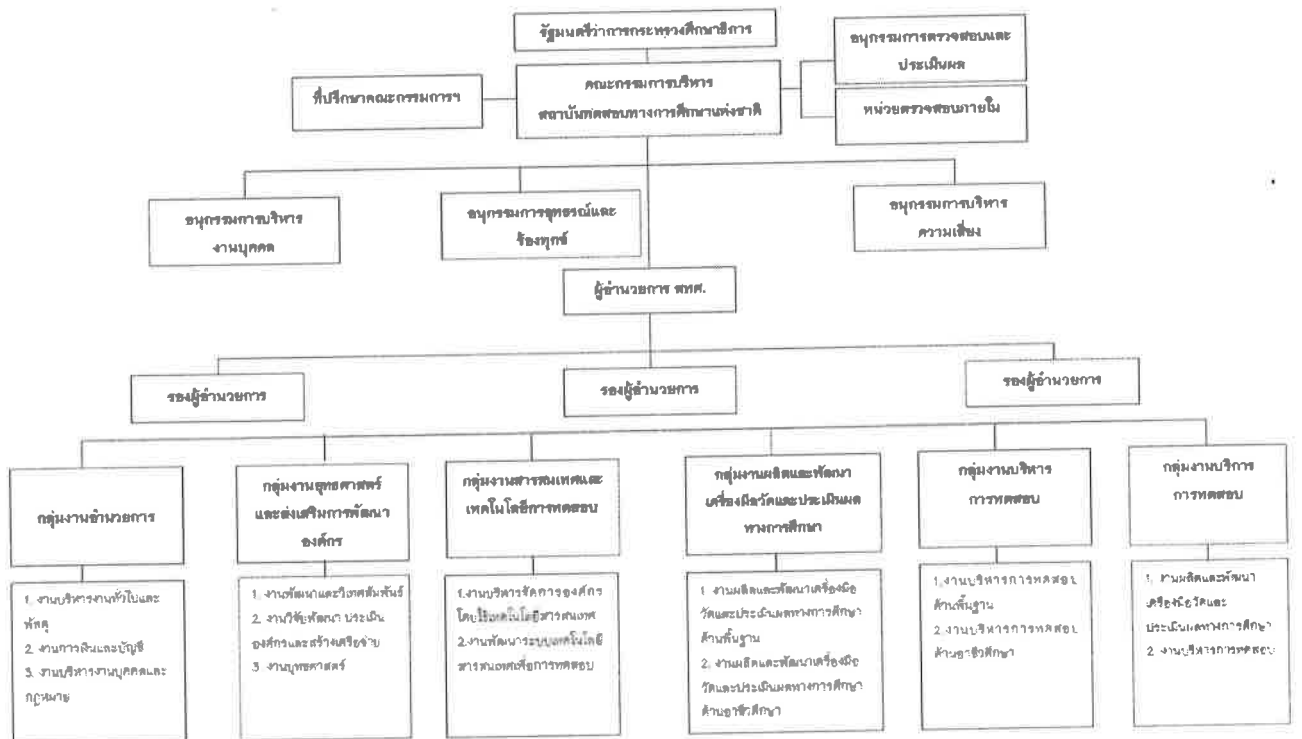 รัฐมนตรีว่าการกระทรวงศึกษาธิการ
อนุกรรมการตรวจสอบและ
ประเมินผล
ที่ปรึกษาคณะกรรมการฯ
คณะกรรมการบริหาร
สถาบันทดสอบทางการศึกษาแห่งชาติ
หน่วยตรวจสอบภายใน
อนุกรรมการบริหาร
งานบุคคล
อนุกรรมการอุทธรณ์และ
ร้องทุกข์
อนุกรรมการบริหาร
ความเสี่ยง
ผู้อำนวยการ สทศ.
รองผู้อำนวยการ
รองผู้อำนวยการ
รองผู้อำนวยการ
กลุ่มงานอำนวยการ
กลุ่มงานยุทธศาสตร์
และส่งเสริมการพัฒนา
องค์กร
กลุ่มงานสารสนเทศและ
เทคโนโลยีการทดสอบ
กลุ่มงานผลิตและพัฒนา
เครื่องมือวัดและประเมินผล
ทางการศึกษา
กลุ่มงานบริหาร
การทดสอบ
กลุ่มงานบริการ
การทดสอบ
1. งานบริหารงานทั่วไปและ
พัสดุ
2. งานการเงินและบัญชี
3. งานบริหารงานบุคคลและ
กฎหมาย
1. งานพัฒนาและวิเทศสัมพันธ์
2. งานวิจัยพัฒนา ประเมิน
องค์กรและสร้างเครือข่าย
3. งานยุทธศาสตร์
1.งานบริหารจัดการองค์กร
โดยใช้เทคโนโลยีสารสนเทศ
2.งานพัฒนาระบบเทคโนโลยี
สารสนเทศเพื่อการทดสอบ
1. งานผลิตและพัฒนาเครื่องมือ
วัดและประเมินผลทางการศึกษา
ด้านพื้นฐาน
2. งานผลิตและพัฒนาเครื่องมือ
วัดและประเมินผลทางการศึกษา
ด้านอาชีวศึกษา
1.งานบริหารการทดสอบ
ด้านพื้นฐาน
2.งานบริหารการทดสอบ
ด้านอาชีวศึกษา
1. งานผลิตและพัฒนา
เครื่องมือวัดและ
ประเมินผลทางการศึกษา
2. งานบริหารการทดสอบ